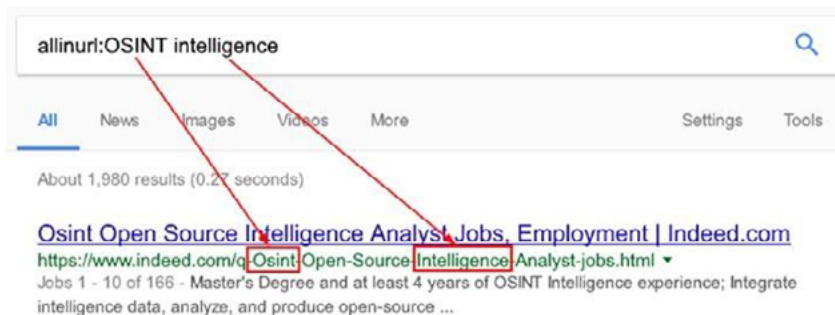 allinurl:OSINT intelligence
All News Images Videos More Settings Tools
About 1,980 results (0.27 seconds)
Osint Open Source Intelligence Analyst Jobs, Employment | Indeed.com
https://www.indeed.com/q-Osint-Open-Source-Intelligence-Analyst-jobs.html
Jobs 1 - 10 of 166 - Master's Degree and at least 4 years of OSINT Intelligence experience; Integrate
intelligence data, analyze, and produce open-source ...